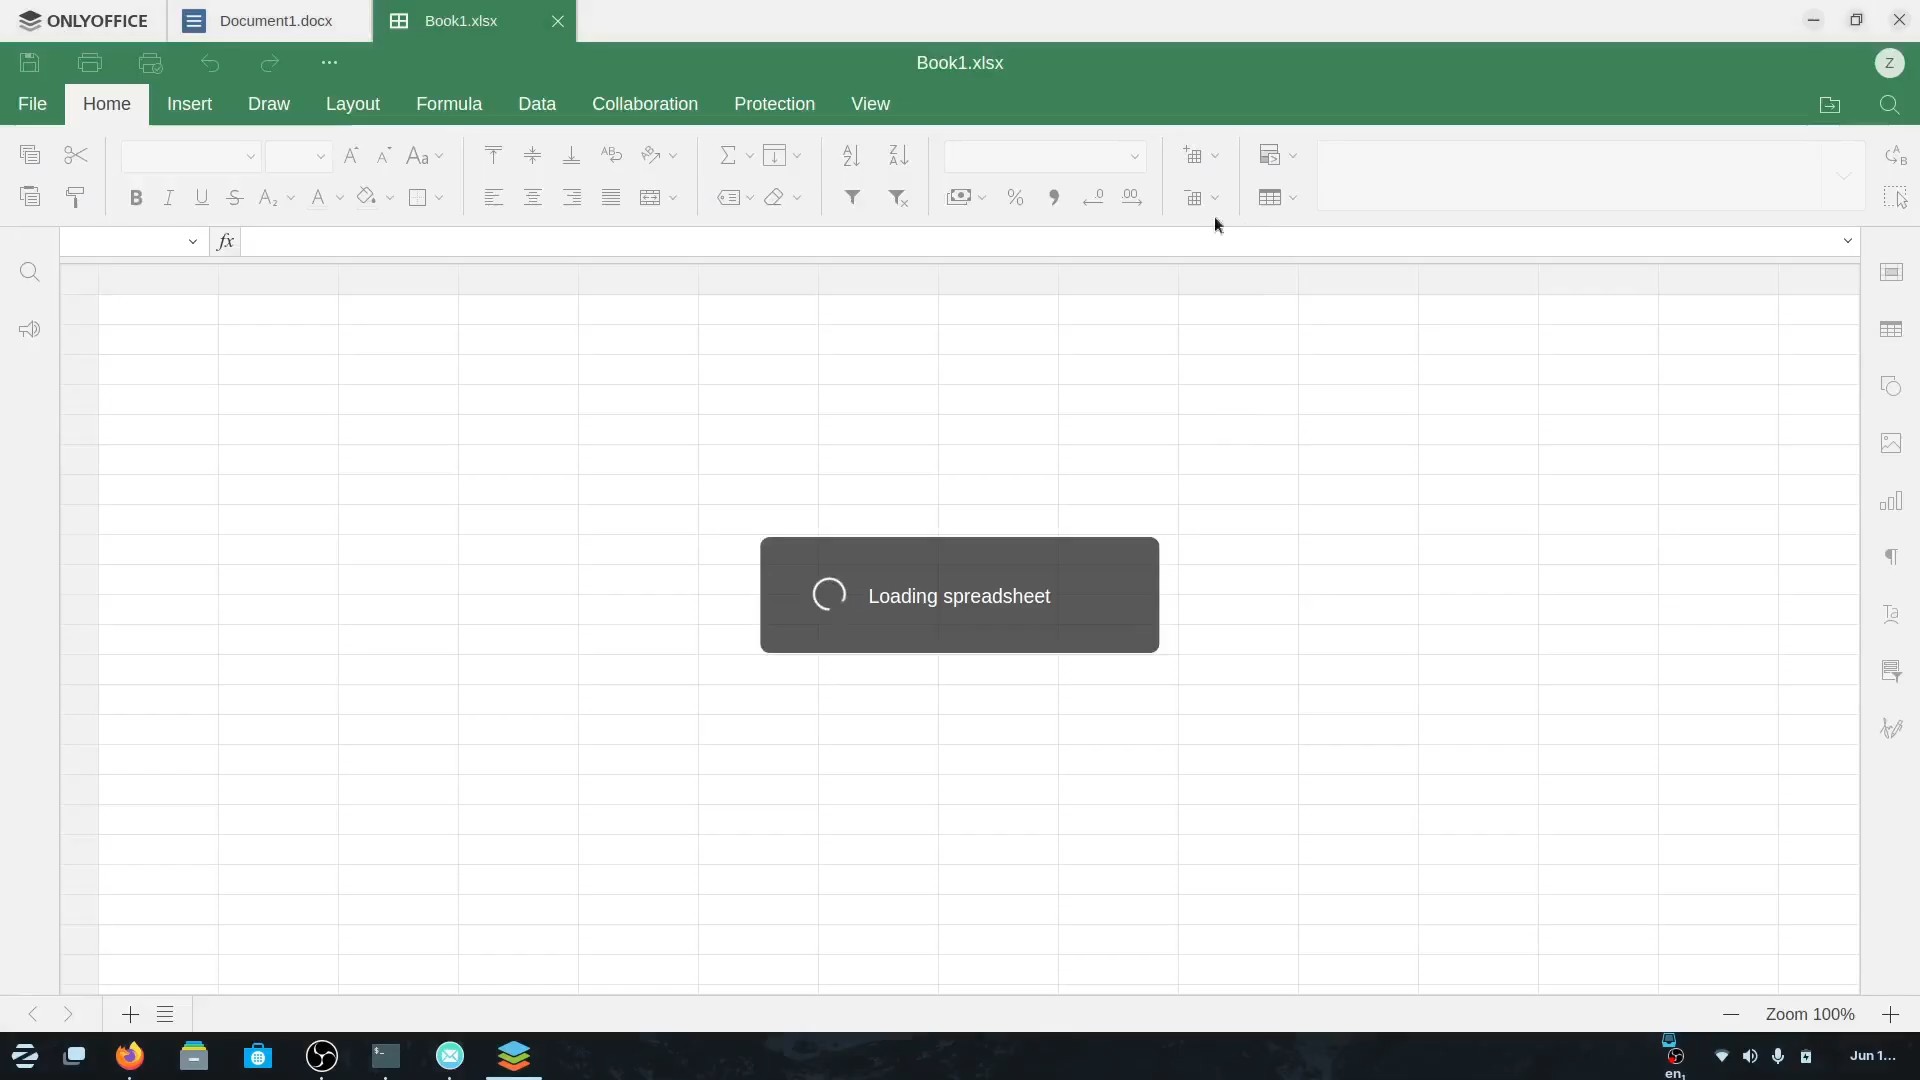 ONLYOFFICE
Document1.docx
Book1.xlsx
Book1.xlsx
Z
File
Home
Insert
Draw
Layout
Formula
Data
Collaboration
Protection
View
fx
Loading spreadsheet
Zoom 100%
en1
Jun 1...